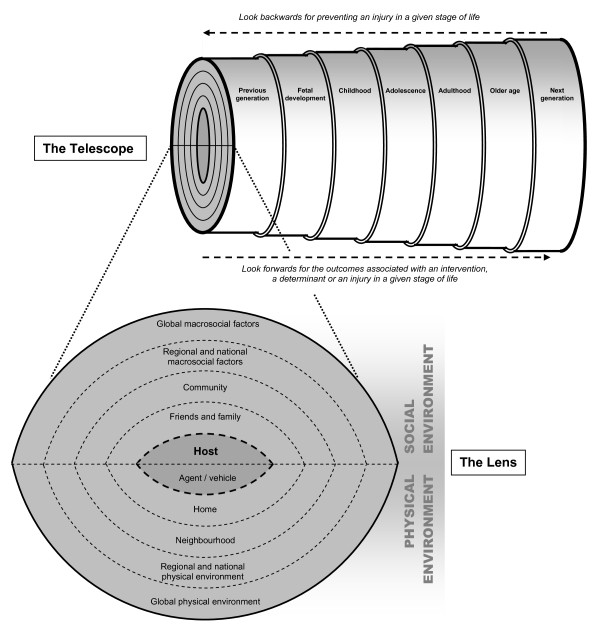 Look backwards for preventing an injury in a given stage of life
Previous
generation
Fetal
development
Childhood
Adolescence
Adulthood
Older age
Next
generation
The Telescope
Look forwards for the outcomes associated with an intervention,
a determinant or an injury in a given stage of life
Global macrosocial factors
Regional and national
macrosocial factors
Community
Friends and family
Host
Agent / vehicle
Home
Neighbourhood
Regional and national
physical environment
Global physical environment
SOCIAL
ENVIRONMENT
PHYSICAL
ENVIRONMENT
The Lens